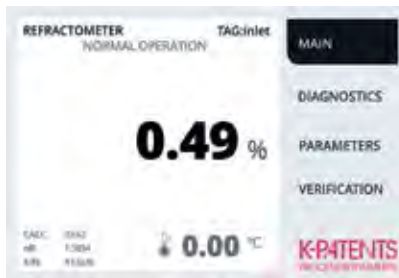 REFRACTOMETER TAG:inlet
NORMAL OPERATION
0.49 %
0.00 °C
MAIN
DIAGNOSTICS
PARAMETERS
VERIFICATION
K-PATENTS